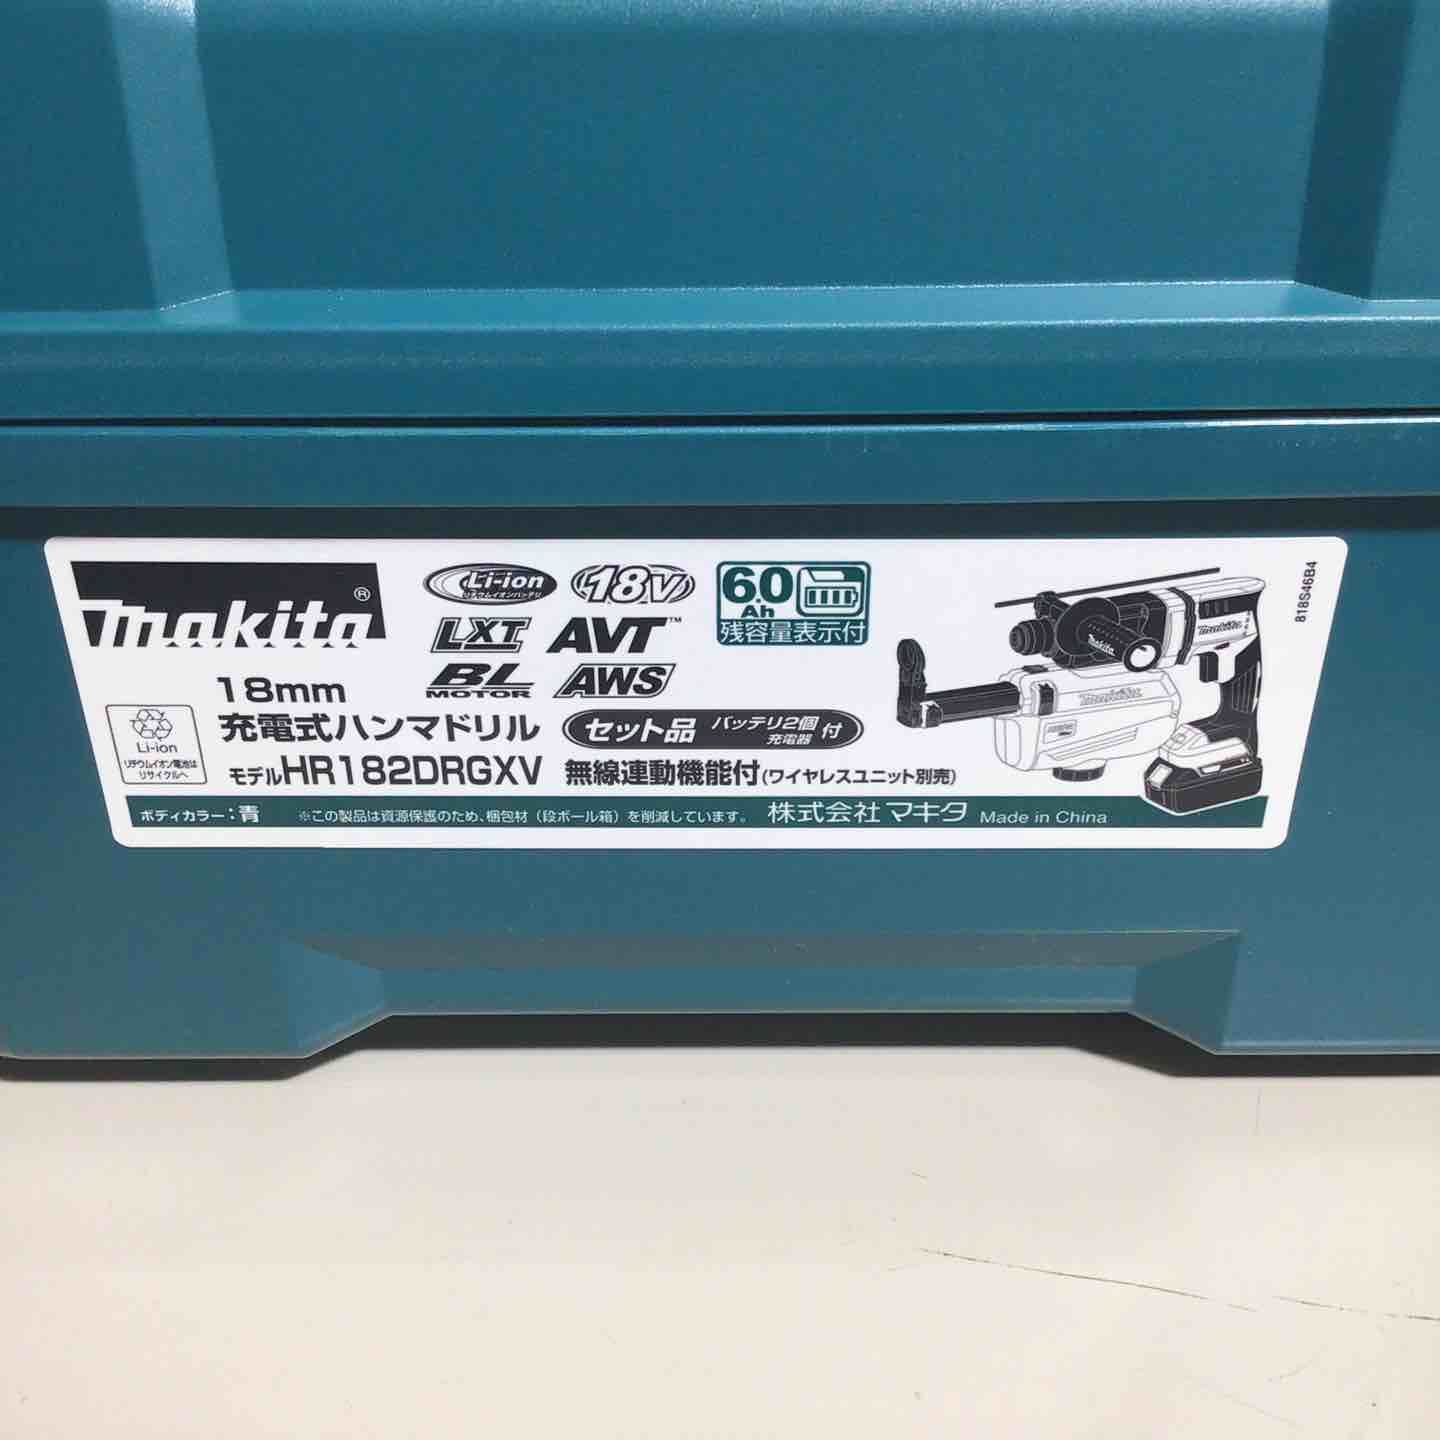 makita®
Li-ion
リチウムイオンバッテリ
18V
6.0
Ah
残容量表示付
LXT AVT™
BL
MOTOR
AWS
18mm
充電式ハンマドリル
セット品 バッテリ2個
充電器 付
モデルHR182DRGXV 無線連動機能付(ワイヤレスユニット別売)
Li-ion
リチウムイオン電池は
リサイクルへ
ボディカラー:青 ※この製品は資源保護のため、梱包材(段ボール箱)を削減しています。 株式会社 マキタ Made in China
makita
makita
makita
818S46B4